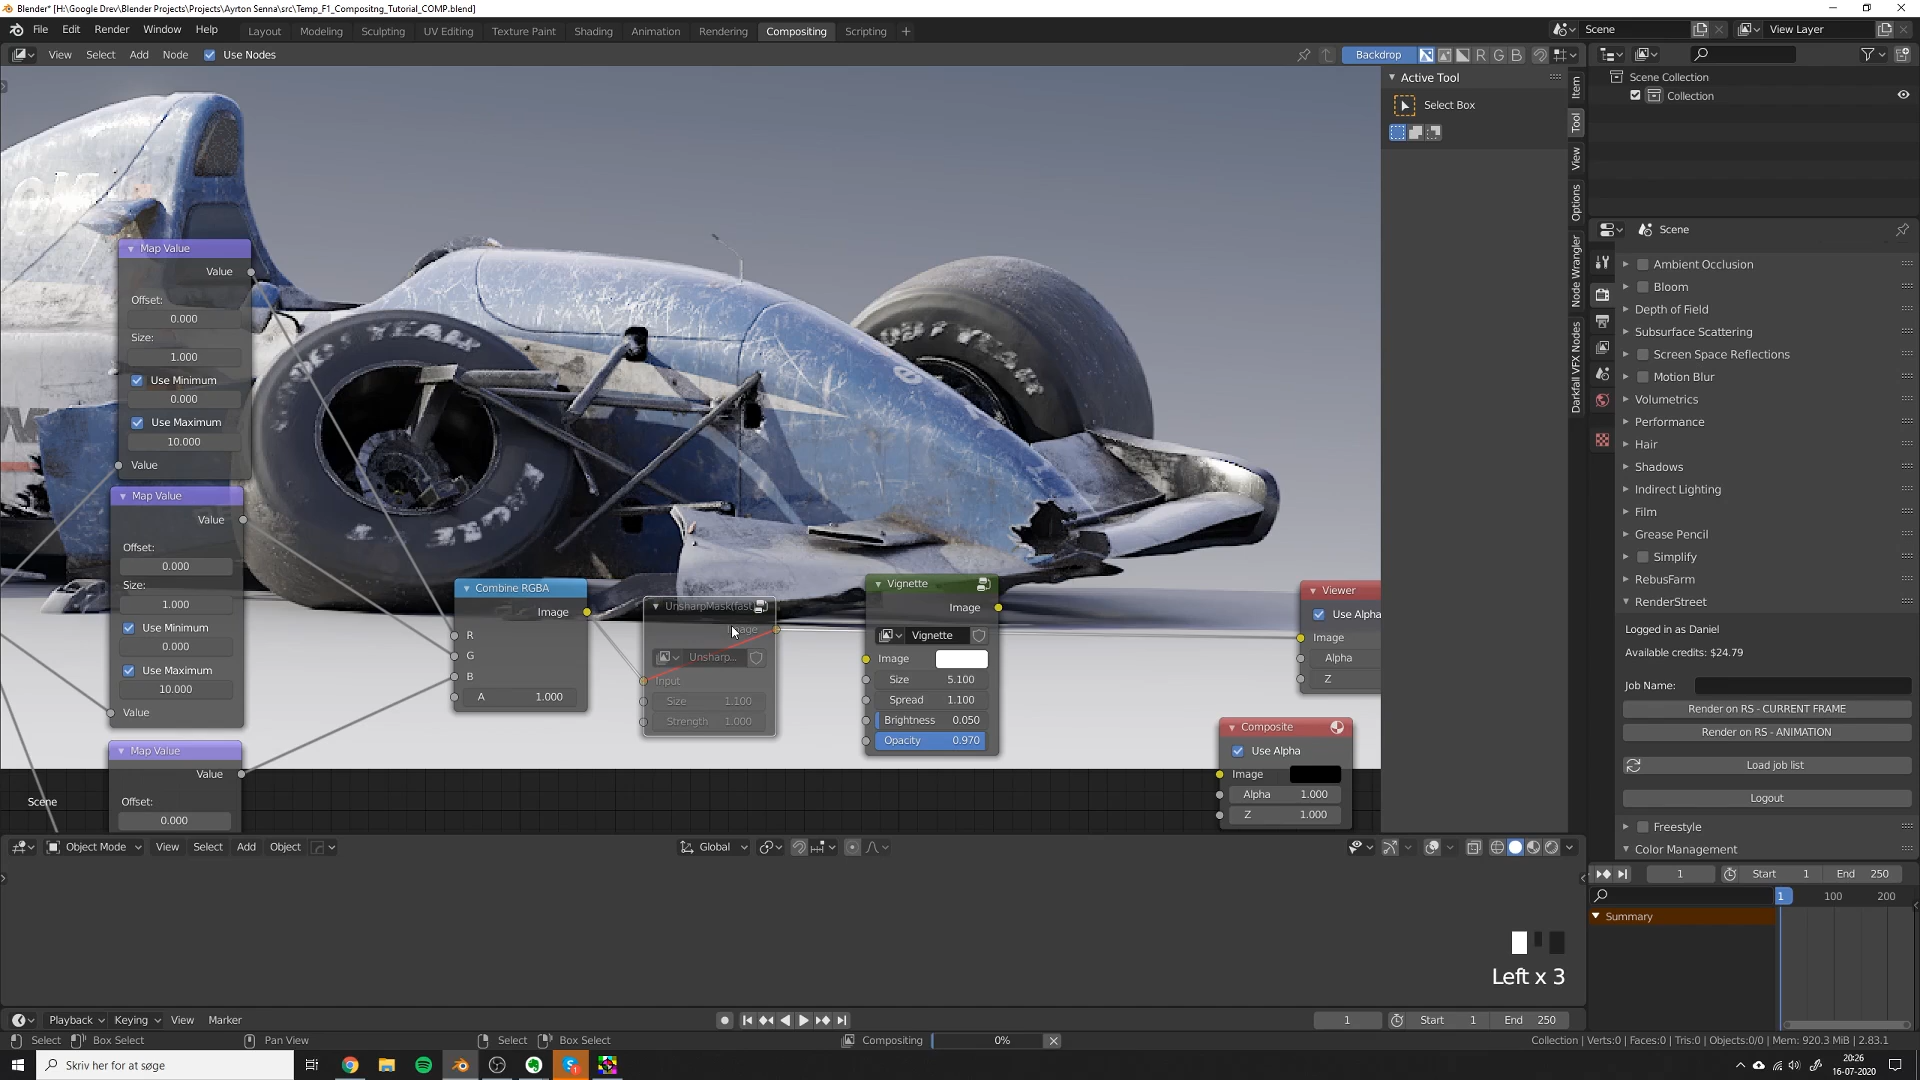 Blender* [H:\Google Drev\Blender Projects\Projects\Ayrton Senna\src\Temp_F1_Compositng_Tutorial_COMP.blend]
File Edit Render Window Help
Layout Modeling Sculpting UV Editing Texture Paint Shading Animation Rendering Compositing Scripting +
Scene View Layer
View Select Add Node Use Nodes Backdrop R G B
Active Tool
Select Box
Item
Tool
View
Options
Node Wrangler
Darkfall VFX Nodes
Scene Collection
Collection
Scene
Ambient Occlusion
Bloom
Depth of Field
Subsurface Scattering
Screen Space Reflections
Motion Blur
Volumetrics
Performance
Hair
Shadows
Indirect Lighting
Film
Grease Pencil
Simplify
RebusFarm
RenderStreet
Logged in as Daniel
Available credits: $24.79
Job Name:
Render on RS - CURRENT FRAME
Render on RS - ANIMATION
Load job list
Logout
Freestyle
Color Management
Map Value
Value
Offset:
0.000
Size:
1.000
Use Minimum
0.000
Use Maximum
10.000
Value
Map Value
Value
Offset:
0.000
Size:
1.000
Use Minimum
0.000
Use Maximum
10.000
Value
Map Value
Value
Offset:
0.000
Scene
Combine RGBA
Image
R
G
B
A 1.000
UnsharpMask(fast)
Image
Unsharp...
Input
Size 1.100
Strength 1.000
Vignette
Image
Vignette
Image
Size 5.100
Spread 1.100
Brightness 0.050
Opacity 0.970
Viewer
Use Alpha
Image
Alpha
Z
Composite
Use Alpha
Image
Alpha 1.000
Z 1.000
Object Mode View Select Add Object Global
1 Start 1 End 250
1 100 200
Summary
Left x 3
Playback Keying View Marker 1 Start 1 End 250
Select Box Select Pan View Select Box Select Compositing 0% Collection | Verts:0 | Faces:0 | Tris:0 | Objects:0/0 | Mem: 920.3 MiB | 2.83.1
Skriv her for at søge
20:26
16-07-2020